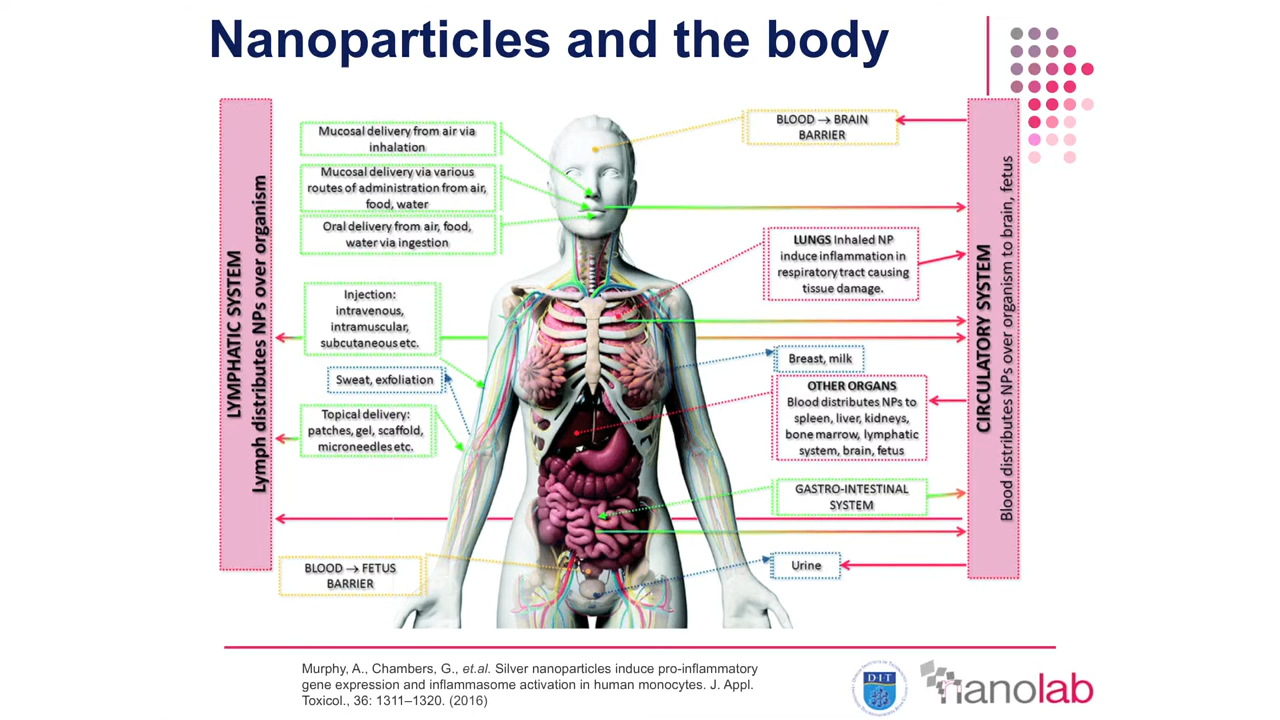 Nanoparticles and the body
LYMPHATIC SYSTEM
Lymph distributes NPs over organism
Mucosal delivery from air via
inhalation
Mucosal delivery via various
routes of administration from air,
food, water
Oral delivery from air, food,
water via ingestion
Injection:
intravenous,
intramuscular,
subcutaneous etc.
Sweat, exfoliation
Topical delivery:
patches, gel, scaffold,
microneedles etc.
BLOOD → FETUS
BARRIER
BLOOD → BRAIN
BARRIER
LUNGS Inhaled NP
induce inflammation in
respiratory tract causing
tissue damage.
Breast, milk
OTHER ORGANS
Blood distributes NPs to
spleen, liver, kidneys,
bone marrow, lymphatic
system, brain, fetus
GASTRO-INTESTINAL
SYSTEM
Urine
CIRCULATORY SYSTEM
Blood distributes NPs over organism to brain, fetus
Murphy, A., Chambers, G., et.al. Silver nanoparticles induce pro-inflammatory
gene expression and inflammasome activation in human monocytes. J. Appl.
Toxicol., 36: 1311–1320. (2016)
DIT
nanolab